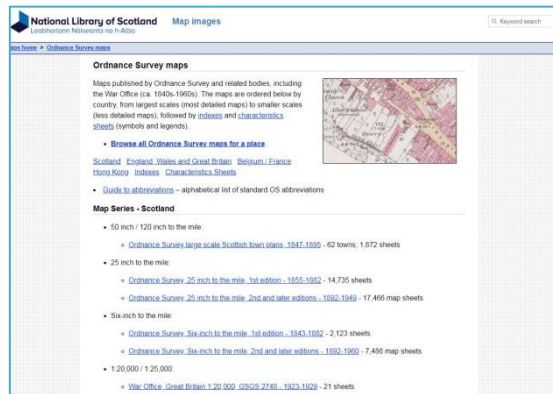 National Library of Scotland
Leabharlann Nàiseanta na h-Alba
Map images
Keyword search
Maps home > Ordnance Survey maps
Ordnance Survey maps
Maps published by Ordnance Survey and related bodies, including
the War Office (ca. 1840s-1960s). The maps are ordered below by
country, from largest scales (most detailed maps) to smaller scales
(less detailed maps), followed by indexes and characteristics
sheets (symbols and legends).
• Browse all Ordnance Survey maps for a place
Scotland England, Wales and Great Britain Belgium / France
Hong Kong Indexes Characteristics Sheets
• Guide to abbreviations – alphabetical list of standard OS abbreviations
Map Series - Scotland
• 50 inch / 120 inch to the mile:
○ Ordnance Survey large scale Scottish town plans, 1847-1895 - 62 towns; 1,872 sheets
• 25 inch to the mile:
○ Ordnance Survey, 25 inch to the mile, 1st edition - 1855-1882 - 14,735 sheets
○ Ordnance Survey, 25 inch to the mile, 2nd and later editions - 1892-1949 - 17,466 map sheets
• Six-inch to the mile:
○ Ordnance Survey, Six-inch to the mile, 1st edition - 1843-1882 - 2,123 sheets
○ Ordnance Survey, Six-inch to the mile, 2nd and later editions - 1892-1960 - 7,486 map sheets
• 1:20,000 / 1:25,000:
○ War Office, Great Britain 1:20,000, GSGS 2748 - 1923-1929 - 21 sheets